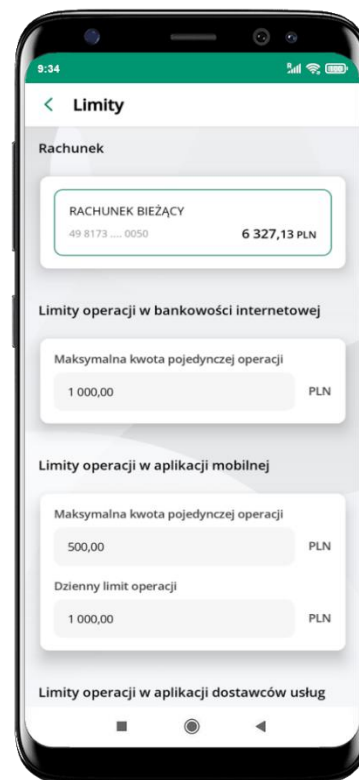 9:34
Limity
Rachunek
RACHUNEK BIEŻĄCY
49 8173 .... 0050 6 327,13 PLN
Limity operacji w bankowości internetowej
Maksymalna kwota pojedynczej operacji
1 000,00 PLN
Limity operacji w aplikacji mobilnej
Maksymalna kwota pojedynczej operacji
500,00 PLN
Dzienny limit operacji
1 000,00 PLN
Limity operacji w aplikacji dostawców usług